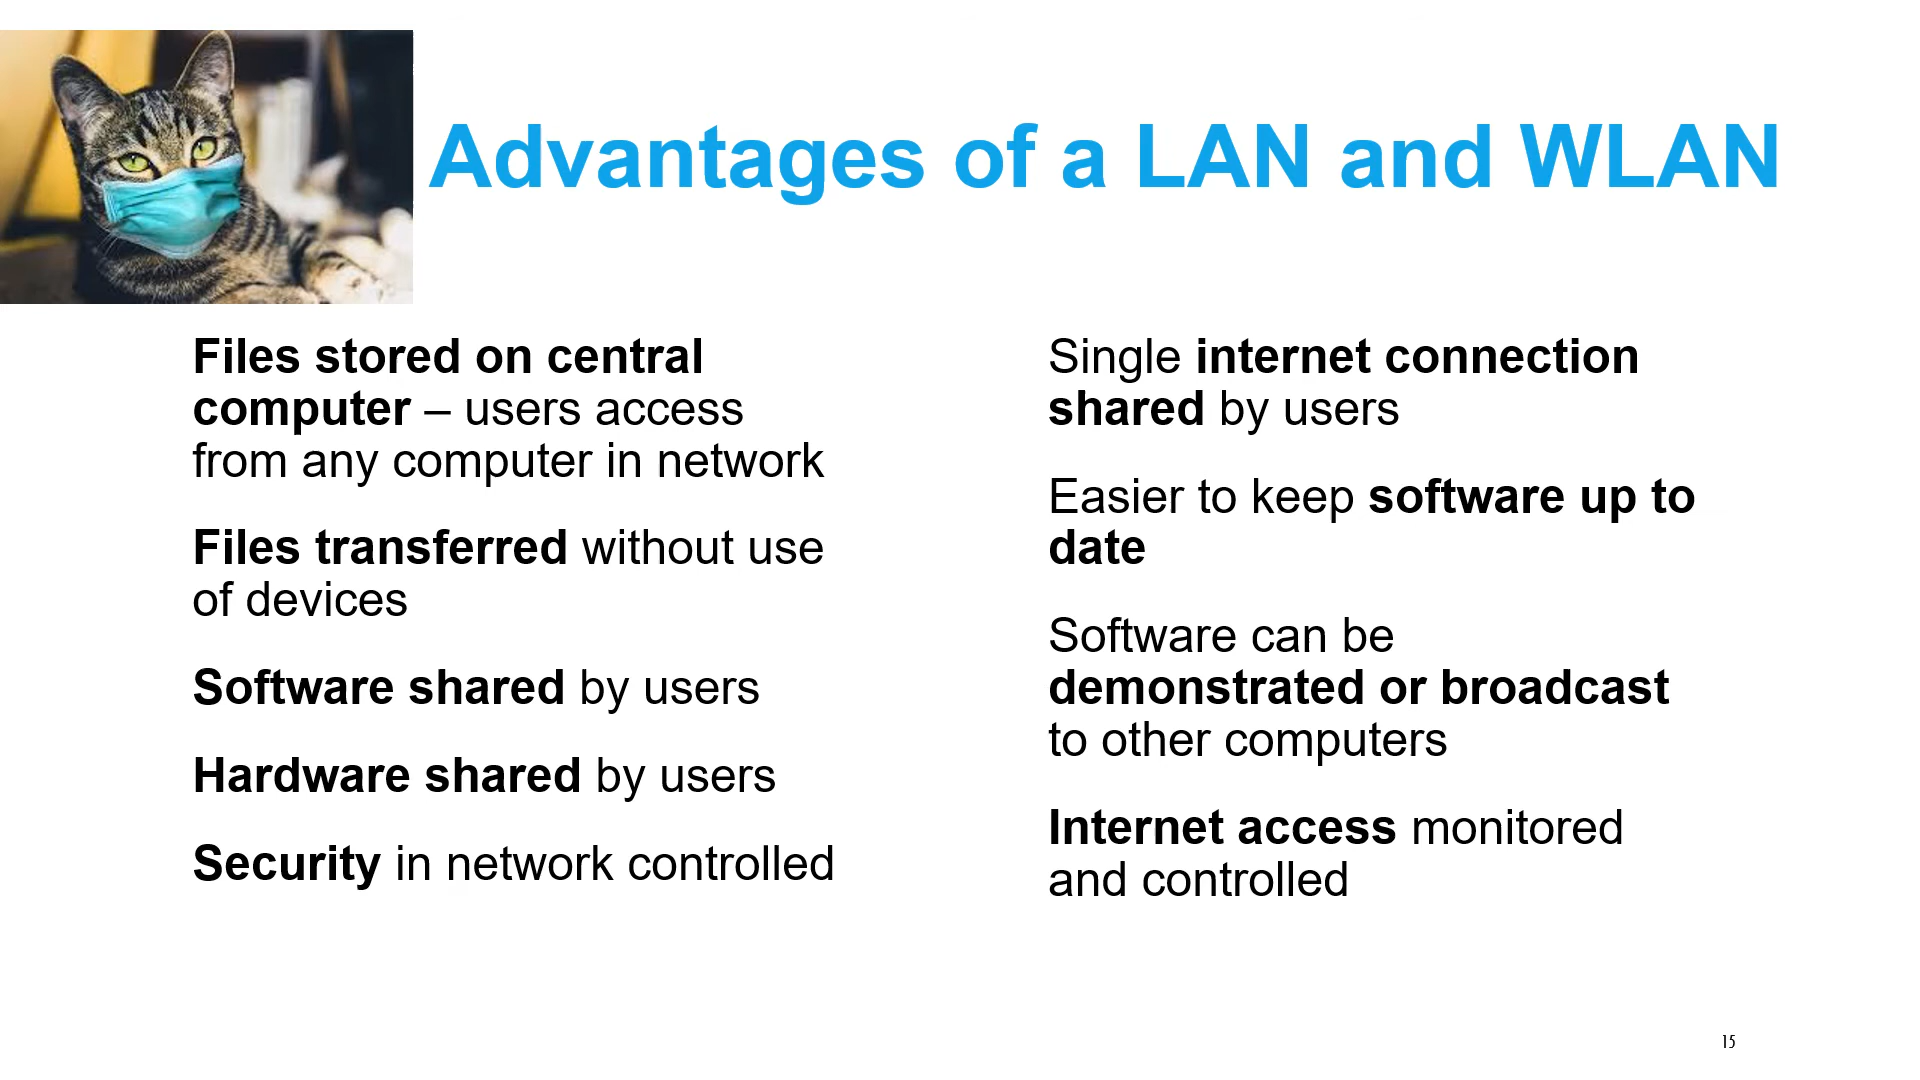 Advantages of a LAN and WLAN
Files stored on central
computer – users access
from any computer in network
Files transferred without use
of devices
Software shared by users
Hardware shared by users
Security in network controlled
Single internet connection
shared by users
Easier to keep software up to
date
Software can be
demonstrated or broadcast
to other computers
Internet access monitored
and controlled
15